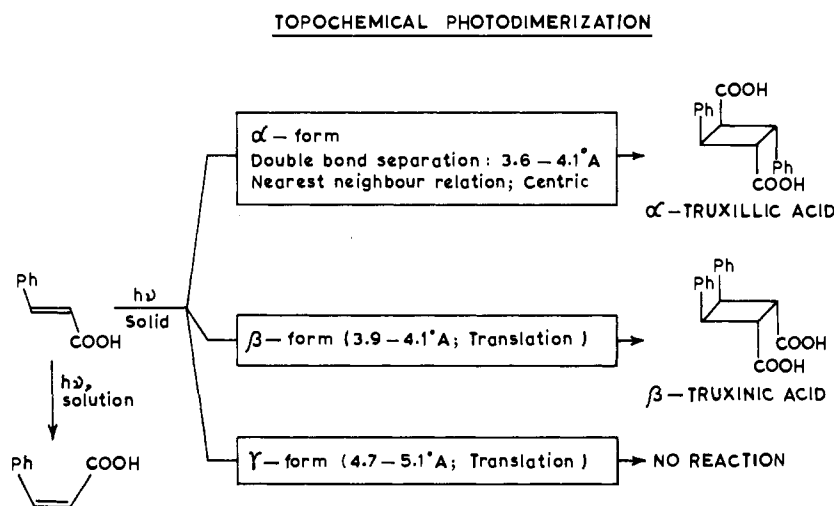 TOPOCHEMICAL PHOTODIMERIZATION
α – form
Double bond separation : 3.6 – 4.1°A
Nearest neighbour relation; Centric
COOH
Ph
Ph
COOH
α – TRUXILLIC ACID
Ph
COOH
hν
Solid
β – form (3.9 – 4.1°A; Translation)
Ph
Ph
COOH
COOH
β – TRUXINIC ACID
hν,
solution
Ph
COOH
γ – form (4.7 – 5.1°A; Translation)
NO REACTION